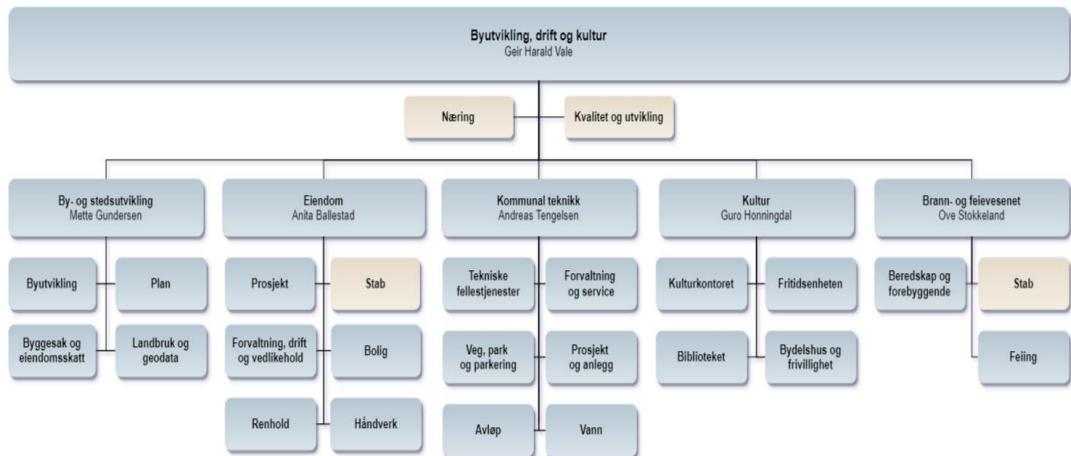 Byutvikling, drift og kultur
Geir Harald Vale
Næring
Kvalitet og utvikling
By- og stedsutvikling
Mette Gundersen
Eiendom
Anita Ballestad
Kommunal teknikk
Andreas Tengelsen
Kultur
Guro Honningdal
Brann- og feievesenet
Ove Stokkeland
Byutvikling
Plan
Byggesak og
eiendomsskatt
Landbruk og
geodata
Prosjekt
Stab
Forvaltning, drift
og vedlikehold
Bolig
Renhold
Håndverk
Tekniske
fellestjenester
Forvaltning
og service
Veg, park
og parkering
Prosjekt
og anlegg
Avløp
Vann
Kulturkontoret
Fritidsenheten
Biblioteket
Bydelshus og
frivillighet
Beredskap og
forebyggende
Stab
Feiing